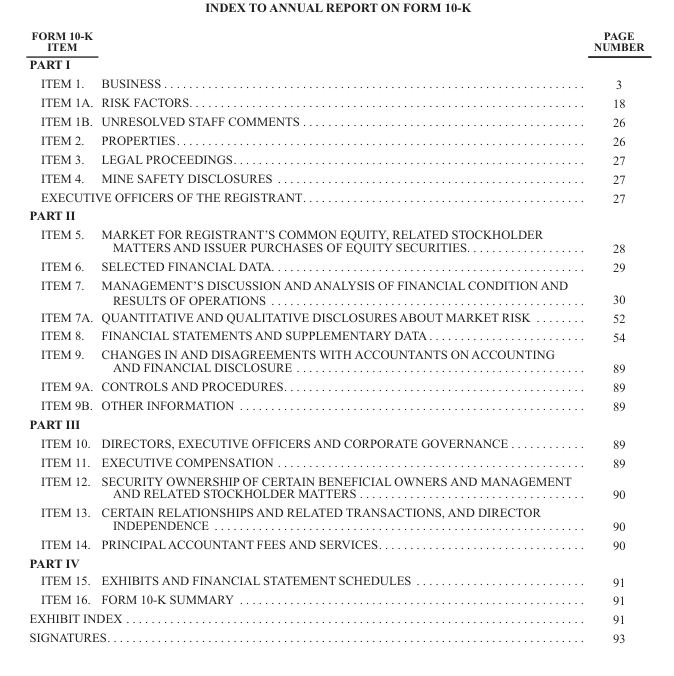 INDEX TO ANNUAL REPORT ON FORM 10-K
FORM 10-K ITEM PAGE NUMBER
PART I
ITEM 1. BUSINESS 3
ITEM 1A. RISK FACTORS 18
ITEM 1B. UNRESOLVED STAFF COMMENTS 26
ITEM 2. PROPERTIES 26
ITEM 3. LEGAL PROCEEDINGS 27
ITEM 4. MINE SAFETY DISCLOSURES 27
EXECUTIVE OFFICERS OF THE REGISTRANT 27
PART II
ITEM 5. MARKET FOR REGISTRANT'S COMMON EQUITY, RELATED STOCKHOLDER
MATTERS AND ISSUER PURCHASES OF EQUITY SECURITIES 28
ITEM 6. SELECTED FINANCIAL DATA 29
ITEM 7. MANAGEMENT'S DISCUSSION AND ANALYSIS OF FINANCIAL CONDITION AND
RESULTS OF OPERATIONS 30
ITEM 7A. QUANTITATIVE AND QUALITATIVE DISCLOSURES ABOUT MARKET RISK 52
ITEM 8. FINANCIAL STATEMENTS AND SUPPLEMENTARY DATA 54
ITEM 9. CHANGES IN AND DISAGREEMENTS WITH ACCOUNTANTS ON ACCOUNTING
AND FINANCIAL DISCLOSURE 89
ITEM 9A. CONTROLS AND PROCEDURES 89
ITEM 9B. OTHER INFORMATION 89
PART III
ITEM 10. DIRECTORS, EXECUTIVE OFFICERS AND CORPORATE GOVERNANCE 89
ITEM 11. EXECUTIVE COMPENSATION 89
ITEM 12. SECURITY OWNERSHIP OF CERTAIN BENEFICIAL OWNERS AND MANAGEMENT
AND RELATED STOCKHOLDER MATTERS 90
ITEM 13. CERTAIN RELATIONSHIPS AND RELATED TRANSACTIONS, AND DIRECTOR
INDEPENDENCE 90
ITEM 14. PRINCIPAL ACCOUNTANT FEES AND SERVICES 90
PART IV
ITEM 15. EXHIBITS AND FINANCIAL STATEMENT SCHEDULES 91
ITEM 16. FORM 10-K SUMMARY 91
EXHIBIT INDEX 91
SIGNATURES 93